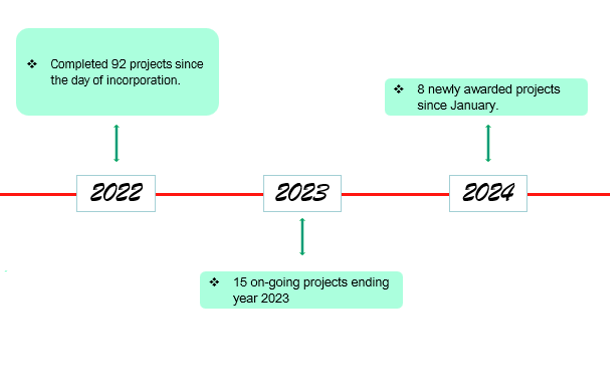 ❖ Completed 92 projects since
the day of incorporation.
❖ 8 newly awarded projects
since January.
2022
2023
2024
❖ 15 on-going projects ending
year 2023